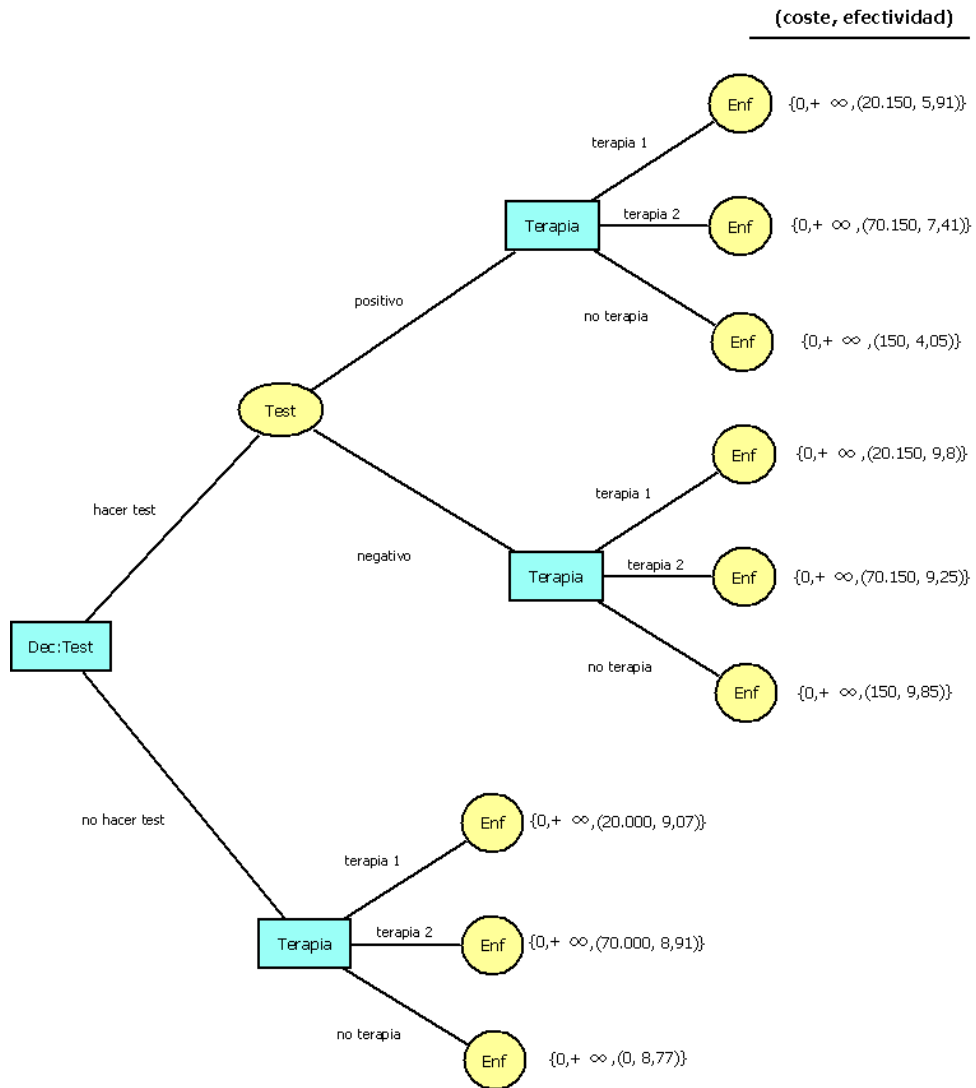 (coste, efectividad)
Enf {0,+ ∞ ,(20.150, 5,91)}
terapia 1
Terapia terapia 2 Enf {0,+ ∞ ,(70.150, 7,41)}
positivo
no terapia
Enf {0,+ ∞ ,(150, 4,05)}
Test
Enf {0,+ ∞ ,(20.150, 9,8)}
terapia 1
hacer test
negativo
Terapia terapia 2 Enf {0,+ ∞,(70.150, 9,25)}
Dec:Test
no terapia
Enf {0,+ ∞ ,(150, 9,85)}
no hacer test
Enf {0,+ ∞,(20.000, 9,07)}
terapia 1
Terapia terapia 2 Enf {0,+ ∞,(70.000, 8,91)}
no terapia
Enf {0,+ ∞ ,(0, 8,77)}